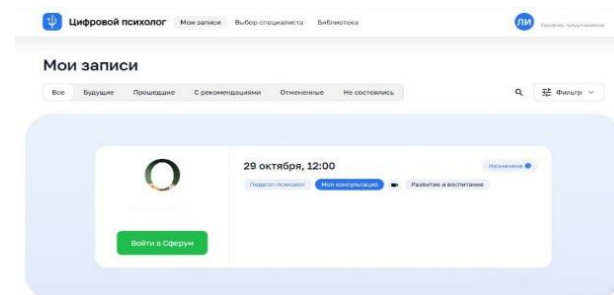 Цифровой психолог Мои записи Выбор специалиста Библиотека ЛИ
Мои записи
Все Будущие Прошедшие С рекомендациями Отмененные Не состоялись Фильтр
29 октября, 12:00 Назначена
Педагог-психолог Моя консультация Развитие и воспитание
Войти в Сферум